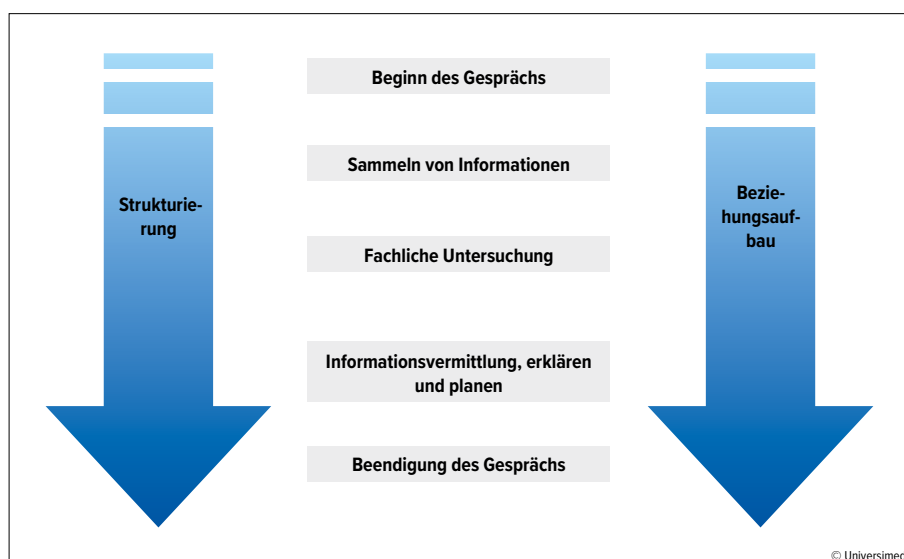 Beginn des Gesprächs
Sammeln von Informationen
Strukturie-
rung
Bezie-
hungsauf-
bau
Fachliche Untersuchung
Informationsvermittlung, erklären
und planen
Beendigung des Gesprächs
© Universimed